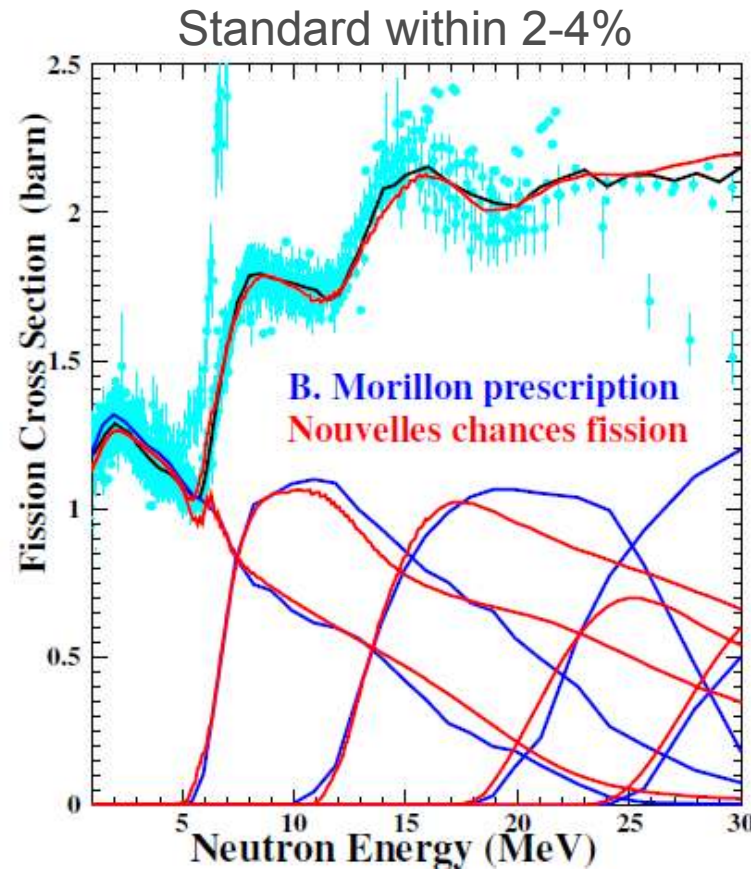 Standard within 2-4%
2.5
2
1.5
1
0.5
0
Fission Cross Section (barn)
B. Morillon prescription
Nouvelles chances fission
5 10 15 20 25 30
Neutron Energy (MeV)